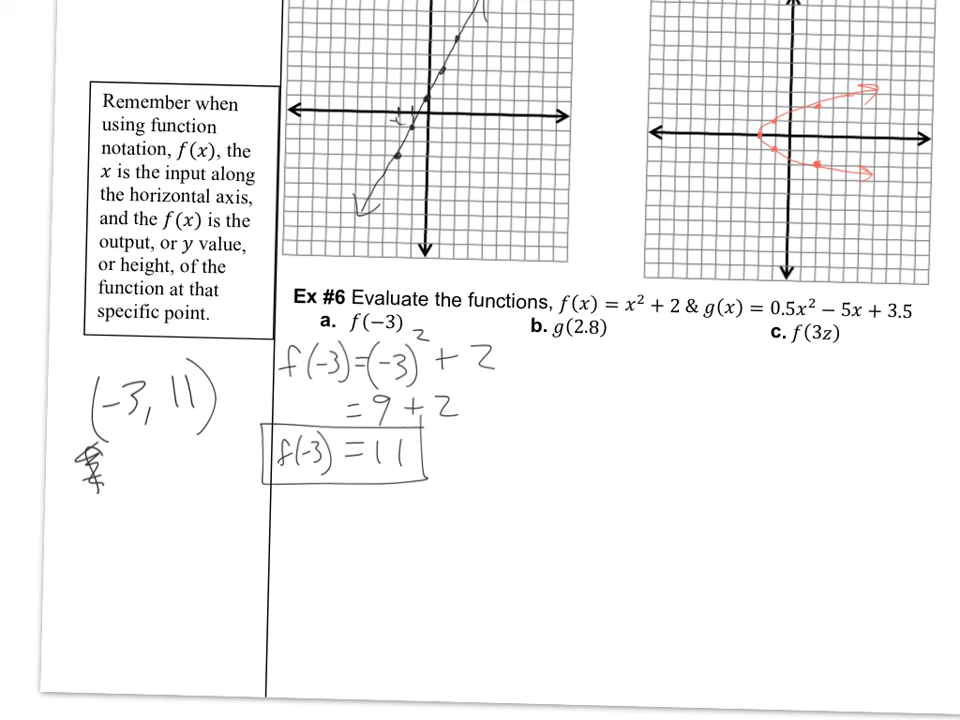 Remember when
using function
notation, f(x), the
x is the input along
the horizontal axis,
and the f(x) is the
output, or y value,
or height, of the
function at that
specific point.
Ex #6 Evaluate the functions, f(x) = x² + 2 & g(x) = 0.5x² − 5x + 3.5
a. f(−3) b. g(2.8) c. f(3z)
f(-3)=(-3)² + 2
= 9 + 2
f(-3) = 11
(-3, 11)